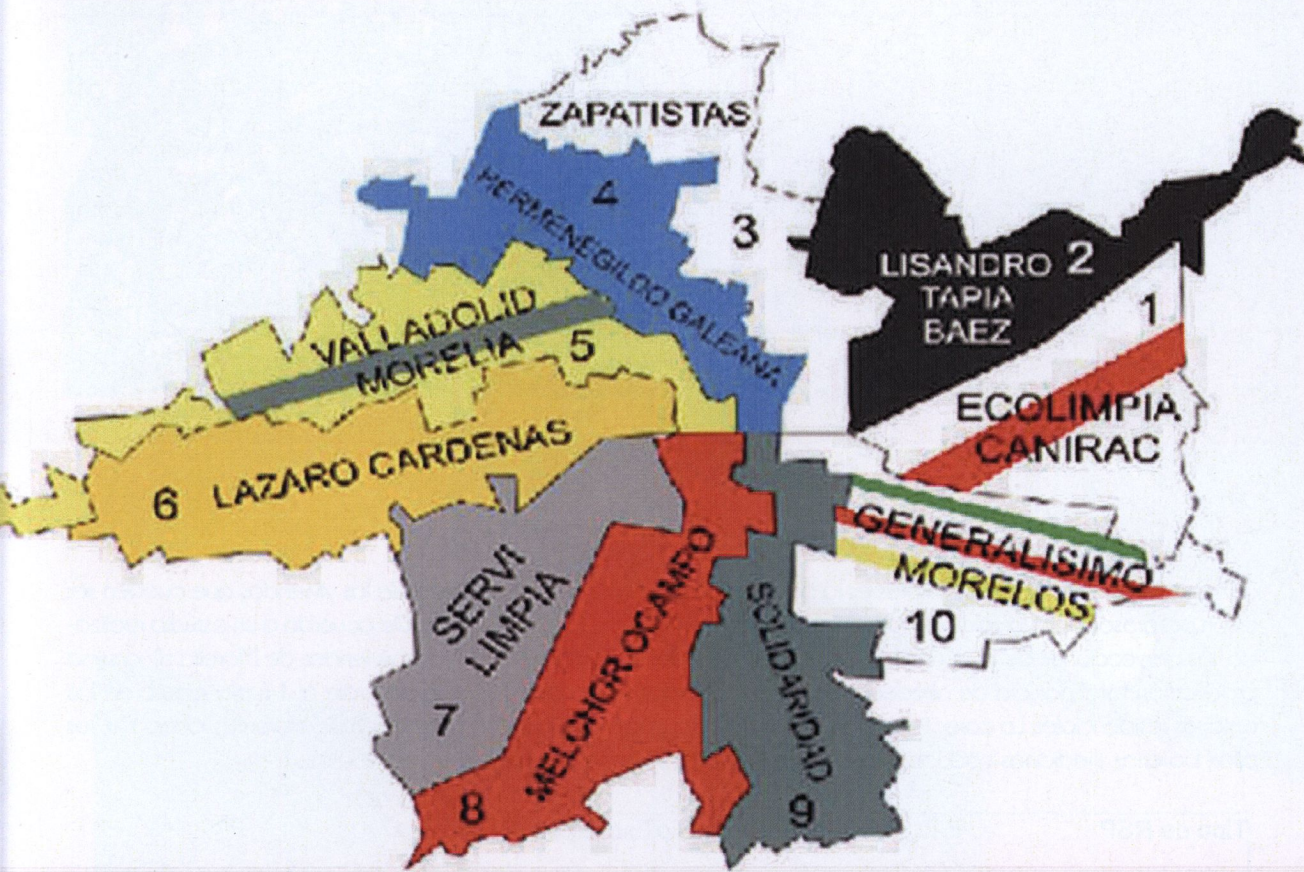 ZAPATISTAS
4
HERMENEGILDO GALEANA
3
LISANDRO 2
TAPIA
BAEZ
1
VALLADOLID
MORELIA
5
ECOLIMPIA
CANIRAC
6
LAZARO CARDENAS
GENERALISIMO
MORELOS
10
SERVI
LIMPIA
7
MELCHOR OCAMPO
8
SOLIDARIDAD
9